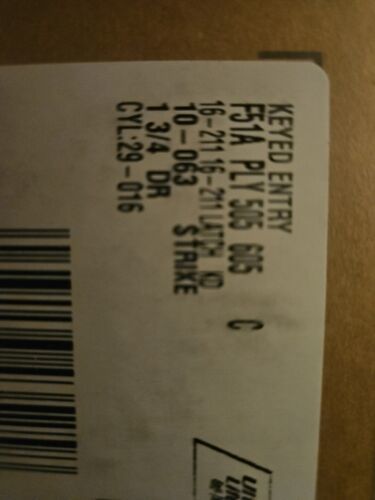 KEYED ENTRY
F51A PLY 505 605 C
16-211 16-211 LATCH KD
10-063 STRIKE
1 3/4 DR
CYL:29-016